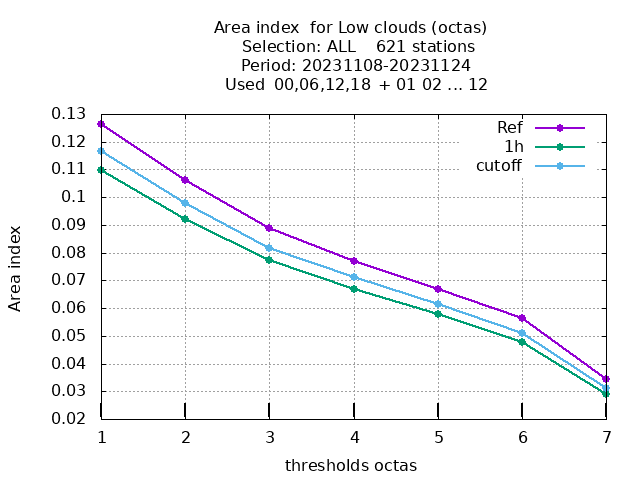 Area index  for Low clouds (octas)
Selection: ALL    621 stations
Period: 20231108-20231124
Used  00,06,12,18 + 01 02 ... 12
Ref
1h
cutoff
0.13
0.12
0.11
0.1
0.09
0.08
0.07
0.06
0.05
0.04
0.03
0.02
Area index
1 2 3 4 5 6 7
thresholds octas